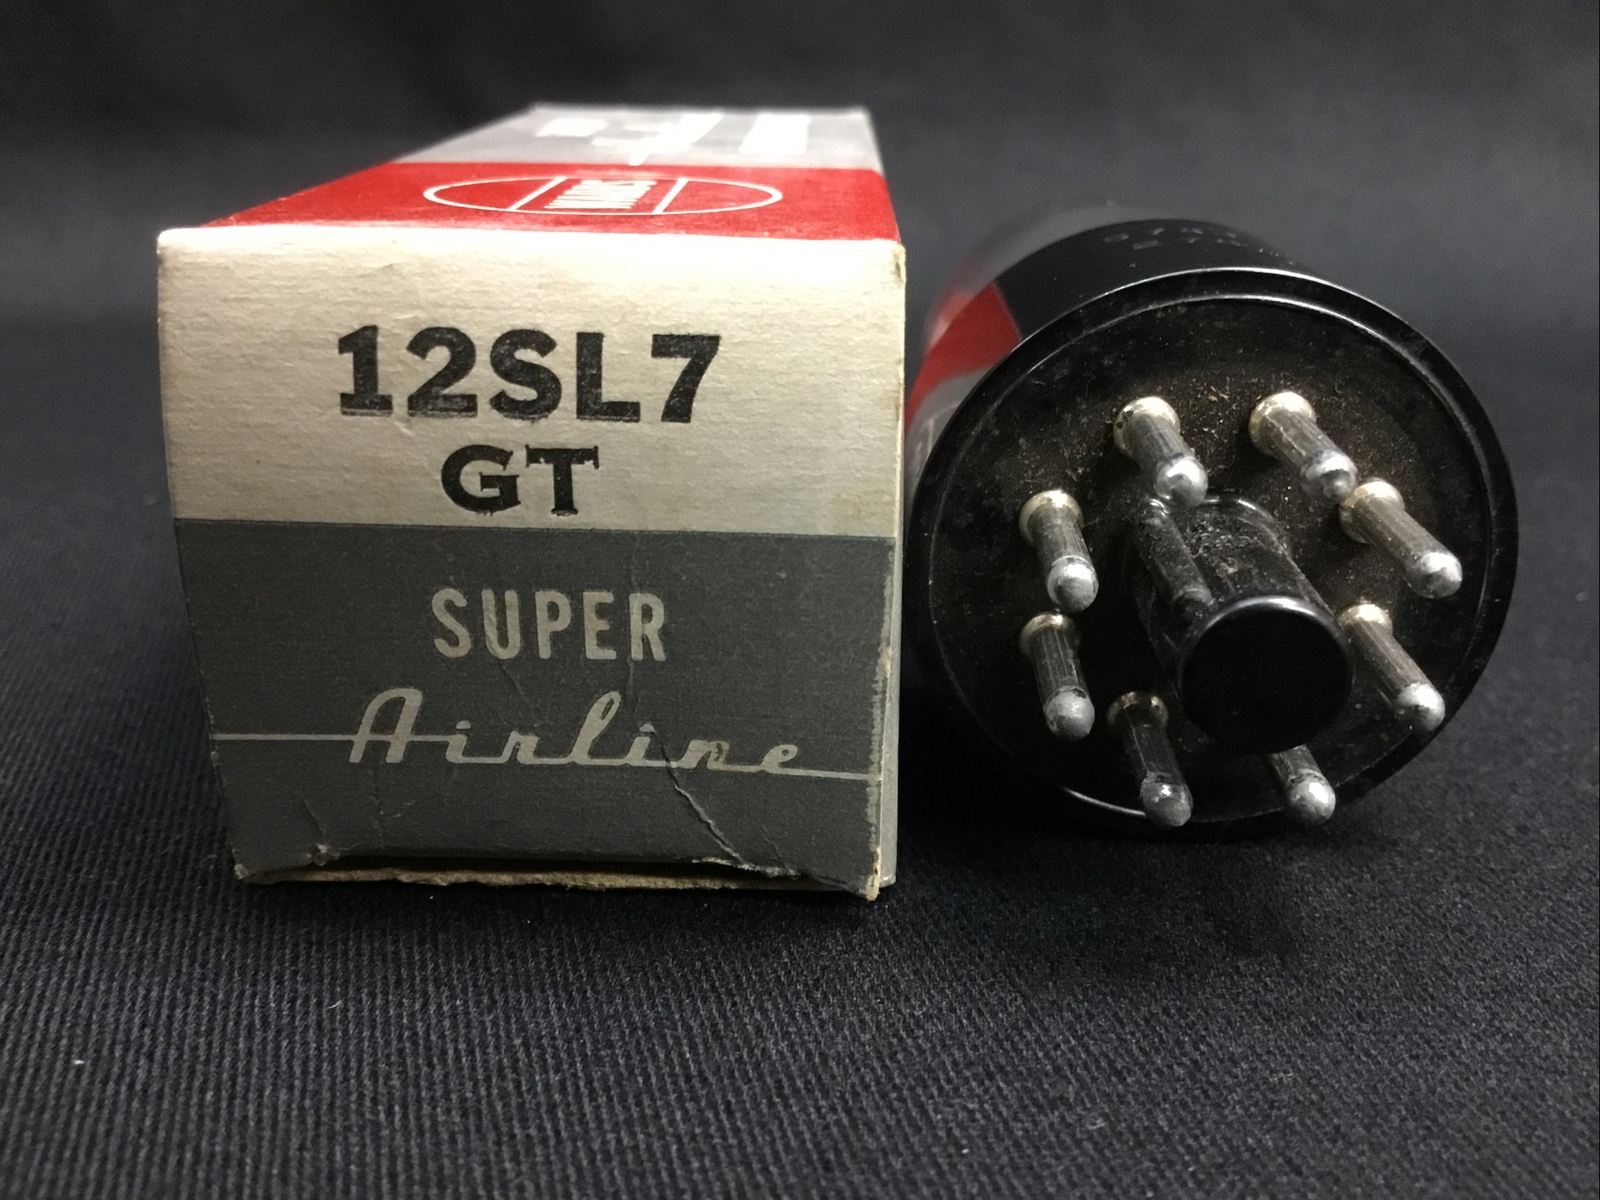 12SL7
GT
SUPER
Airline